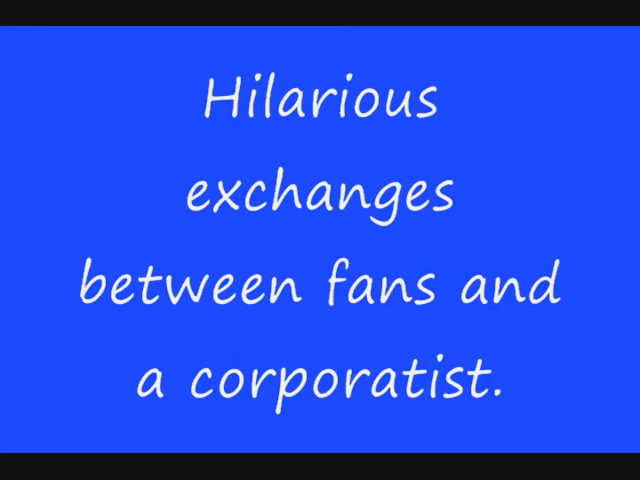 Hilarious
exchanges
between fans and
a corporatist.